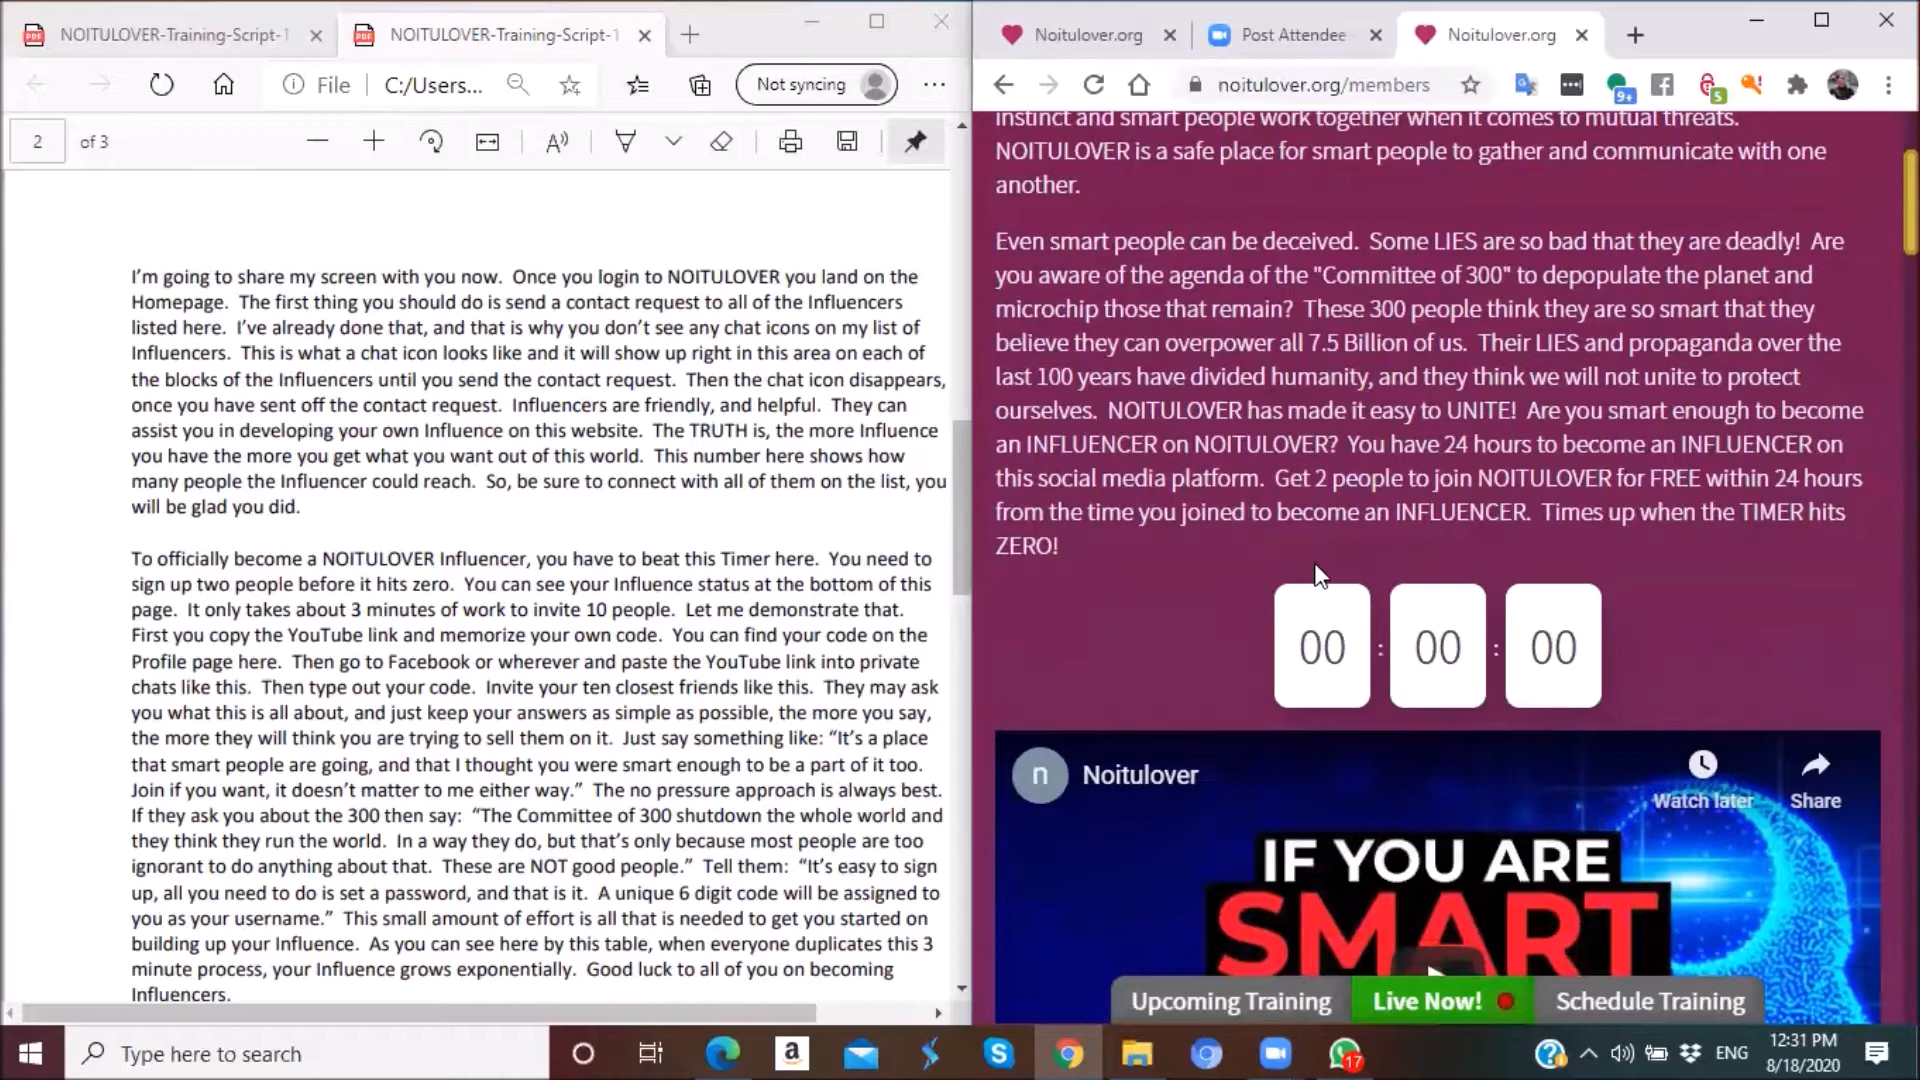 NOITULOVER-Training-Script-1
NOITULOVER-Training-Script-1
File
C:/Users...
Not syncing
2
of 3
I’m going to share my screen with you now.  Once you login to NOITULOVER you land on the
Homepage.  The first thing you should do is send a contact request to all of the Influencers
listed here.  I’ve already done that, and that is why you don’t see any chat icons on my list of
Influencers.  This is what a chat icon looks like and it will show up right in this area on each of
the blocks of the Influencers until you send the contact request.  Then the chat icon disappears,
once you have sent off the contact request.  Influencers are friendly, and helpful.  They can
assist you in developing your own Influence on this website.  The TRUTH is, the more Influence
you have the more you get what you want out of this world.  This number here shows how
many people the Influencer could reach.  So, be sure to connect with all of them on the list, you
will be glad you did.
To officially become a NOITULOVER Influencer, you have to beat this Timer here.  You need to
sign up two people before it hits zero.  You can see your Influence status at the bottom of this
page.  It only takes about 3 minutes of work to invite 10 people.  Let me demonstrate that.
First you copy the YouTube link and memorize your own code.  You can find your code on the
Profile page here.  Then go to Facebook or wherever and paste the YouTube link into private
chats like this.  Then type out your code.  Invite your ten closest friends like this.  They may ask
you what this is all about, and just keep your answers as simple as possible, the more you say,
the more they will think you are trying to sell them on it.  Just say something like: “It’s a place
that smart people are going, and that I thought you were smart enough to be a part of it too.
Join if you want, it doesn’t matter to me either way.”  The no pressure approach is always best.
If they ask you about the 300 then say:  “The Committee of 300 shutdown the whole world and
they think they run the world.  In a way they do, but that’s only because most people are too
ignorant to do anything about that.  These are NOT good people.”  Tell them: “It’s easy to sign
up, all you need to do is set a password, and that is it.  A unique 6 digit code will be assigned to
you as your username.”  This small amount of effort is all that is needed to get you started on
building up your Influence.  As you can see here by this table, when everyone duplicates this 3
minute process, your Influence grows exponentially.  Good luck to all of you on becoming
Influencers.
Noitulover.org
Post Attendee
Noitulover.org
noitulover.org/members
9+
5
instinct and smart people work together when it comes to mutual threats.
NOITULOVER is a safe place for smart people to gather and communicate with one
another.
Even smart people can be deceived.  Some LIES are so bad that they are deadly!  Are
you aware of the agenda of the "Committee of 300" to depopulate the planet and
microchip those that remain?  These 300 people think they are so smart that they
believe they can overpower all 7.5 Billion of us.  Their LIES and propaganda over the
last 100 years have divided humanity, and they think we will not unite to protect
ourselves.  NOITULOVER has made it easy to UNITE!  Are you smart enough to become
an INFLUENCER on NOITULOVER?  You have 24 hours to become an INFLUENCER on
this social media platform.  Get 2 people to join NOITULOVER for FREE within 24 hours
from the time you joined to become an INFLUENCER.  Times up when the TIMER hits
ZERO!
00 : 00 : 00
n Noitulover
Watch later
Share
IF YOU ARE
SMART
Upcoming Training
Live Now!
Schedule Training
Type here to search
17
ENG
12:31 PM
8/18/2020